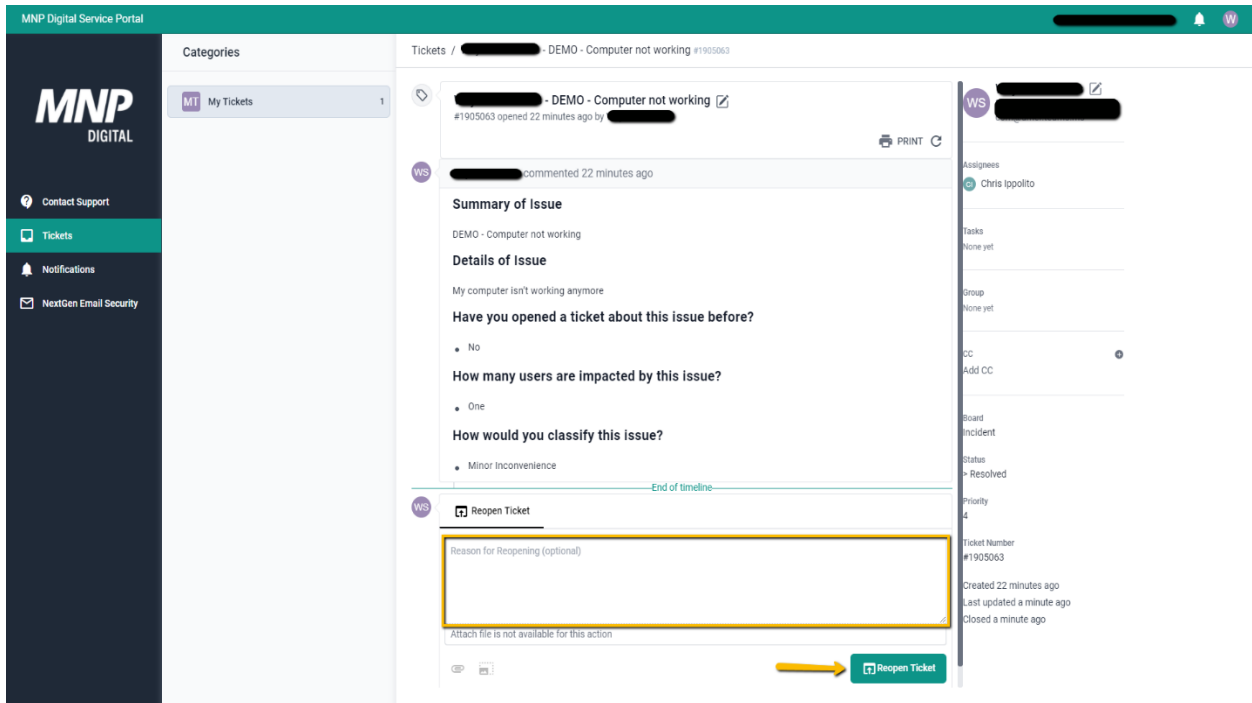 MNP Digital Service Portal
W
MNP
DIGITAL
Contact Support
Tickets
Notifications
NextGen Email Security
Categories
MT My Tickets 1
Tickets / - DEMO - Computer not working #1905063
- DEMO - Computer not working
#1905063 opened 22 minutes ago by
PRINT
WS
commented 22 minutes ago
Summary of Issue
DEMO - Computer not working
Details of Issue
My computer isn't working anymore
Have you opened a ticket about this issue before?
• No
How many users are impacted by this issue?
• One
How would you classify this issue?
• Minor Inconvenience
End of timeline
WS
Reopen Ticket
Reason for Reopening (optional)
Attach file is not available for this action
Reopen Ticket
WS
Assignees
CI Chris Ippolito
Tasks
None yet
Group
None yet
CC
Add CC
Board
Incident
Status
> Resolved
Priority
4
Ticket Number
#1905063
Created 22 minutes ago
Last updated a minute ago
Closed a minute ago